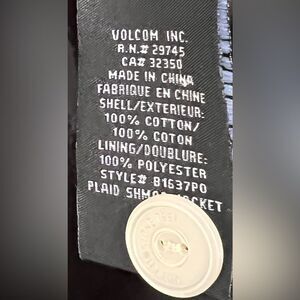 VOLCOM INC.
R.N.# 29745
CA# 32350
MADE IN CHINA
FABRIQUE EN CHINE
SHELL/EXTERIEUR:
100% COTTON/
100% COTON
LINING/DOUBLURE:
100% POLYESTER
STYLE# B1637P0
PLAID